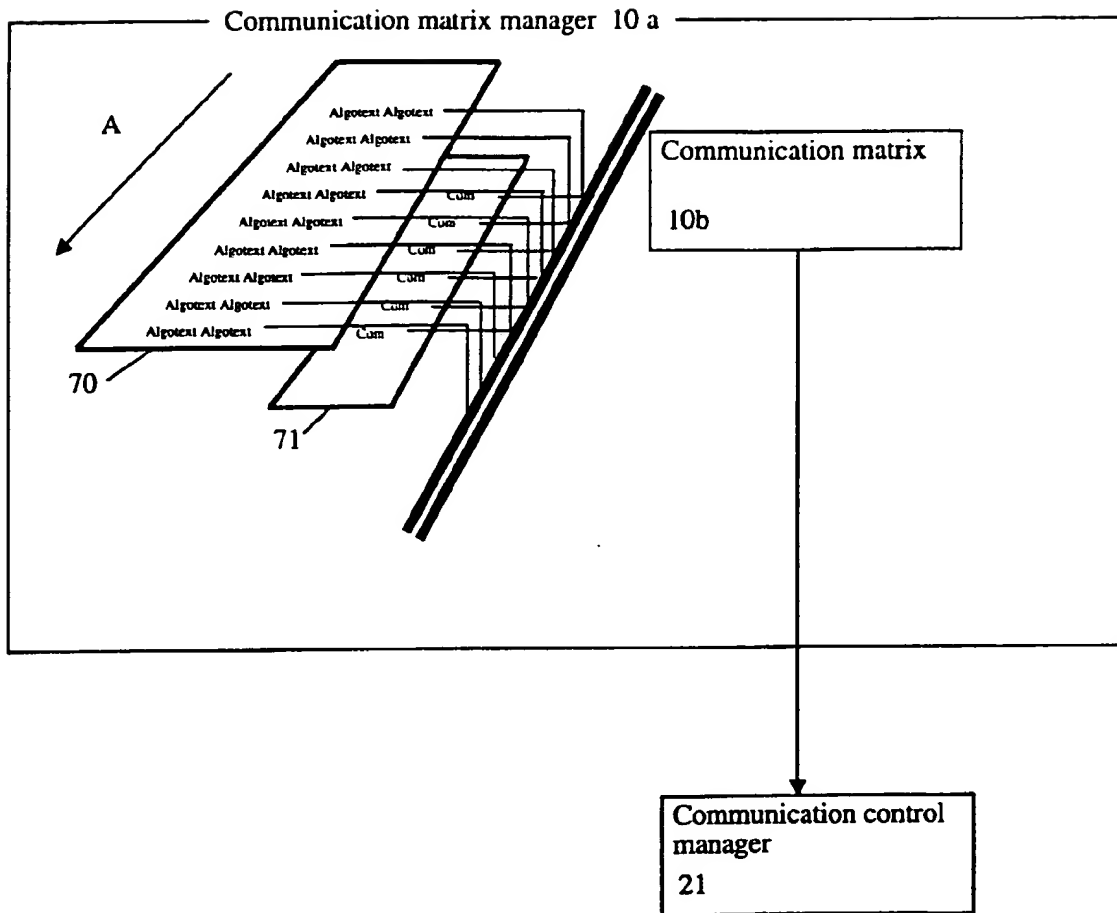 Communication matrix manager 10 a
A
Algotext Algotext
Algotext Algotext
Algotext Algotext
Algotext Algotext
Algotext Algotext
Algotext Algotext
Algotext Algotext
Algotext Algotext
Algotext Algotext
Com
Com
Com
Com
Com
Com
70
71
Communication matrix
10b
Communication control
manager
21